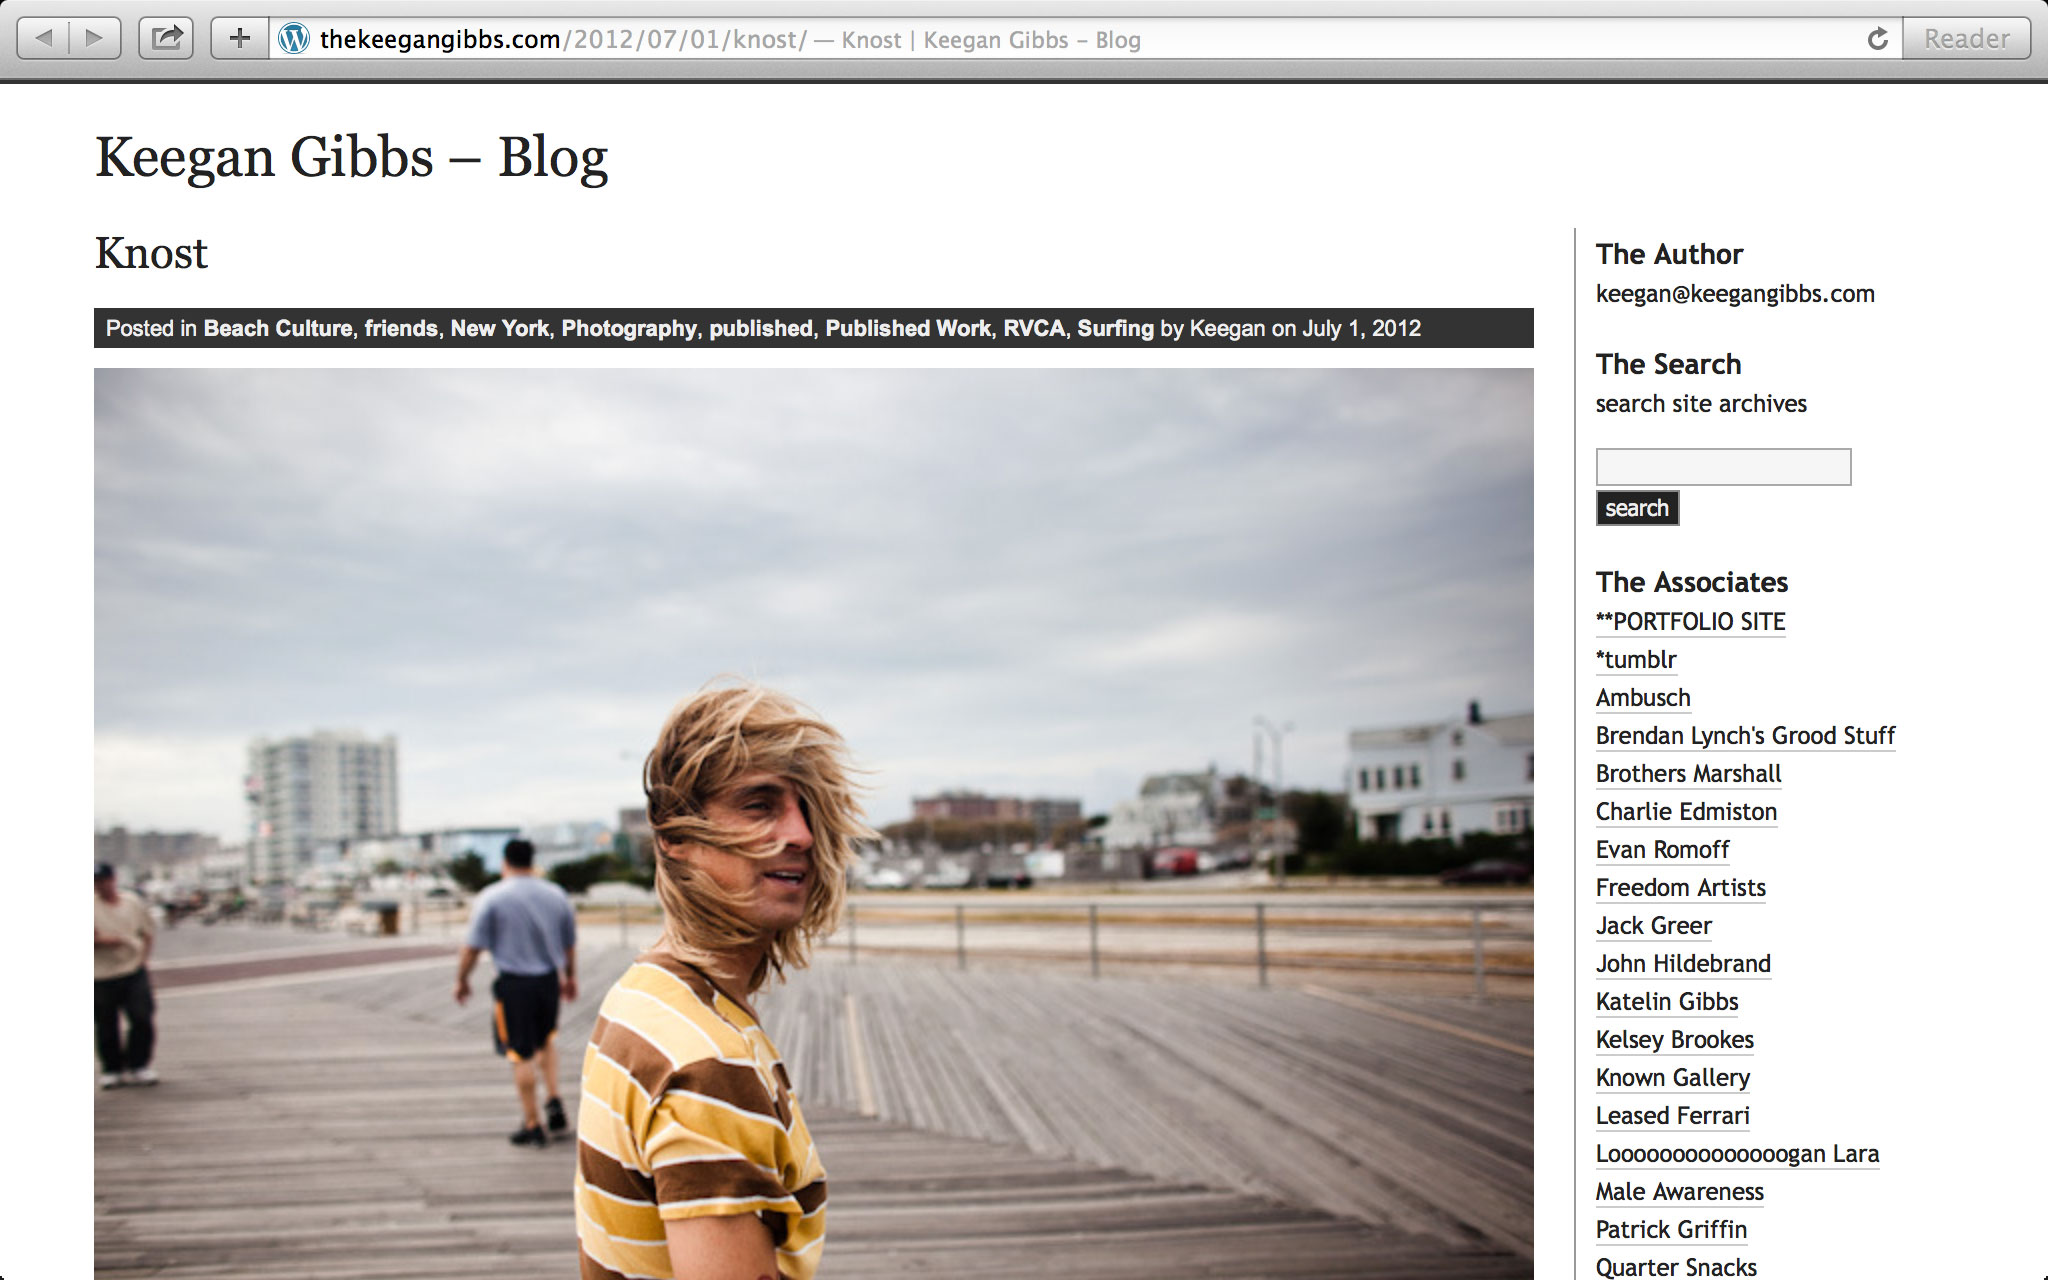 thekeegangibbs.com/2012/07/01/knost/ — Knost | Keegan Gibbs – Blog
Reader
Keegan Gibbs – Blog
Knost
Posted in Beach Culture, friends, New York, Photography, published, Published Work, RVCA, Surfing by Keegan on July 1, 2012
The Author
keegan@keegangibbs.com
The Search
search site archives
search
The Associates
**PORTFOLIO SITE
*tumblr
Ambusch
Brendan Lynch's Grood Stuff
Brothers Marshall
Charlie Edmiston
Evan Romoff
Freedom Artists
Jack Greer
John Hildebrand
Katelin Gibbs
Kelsey Brookes
Known Gallery
Leased Ferrari
Looooooooooooooogan Lara
Male Awareness
Patrick Griffin
Quarter Snacks